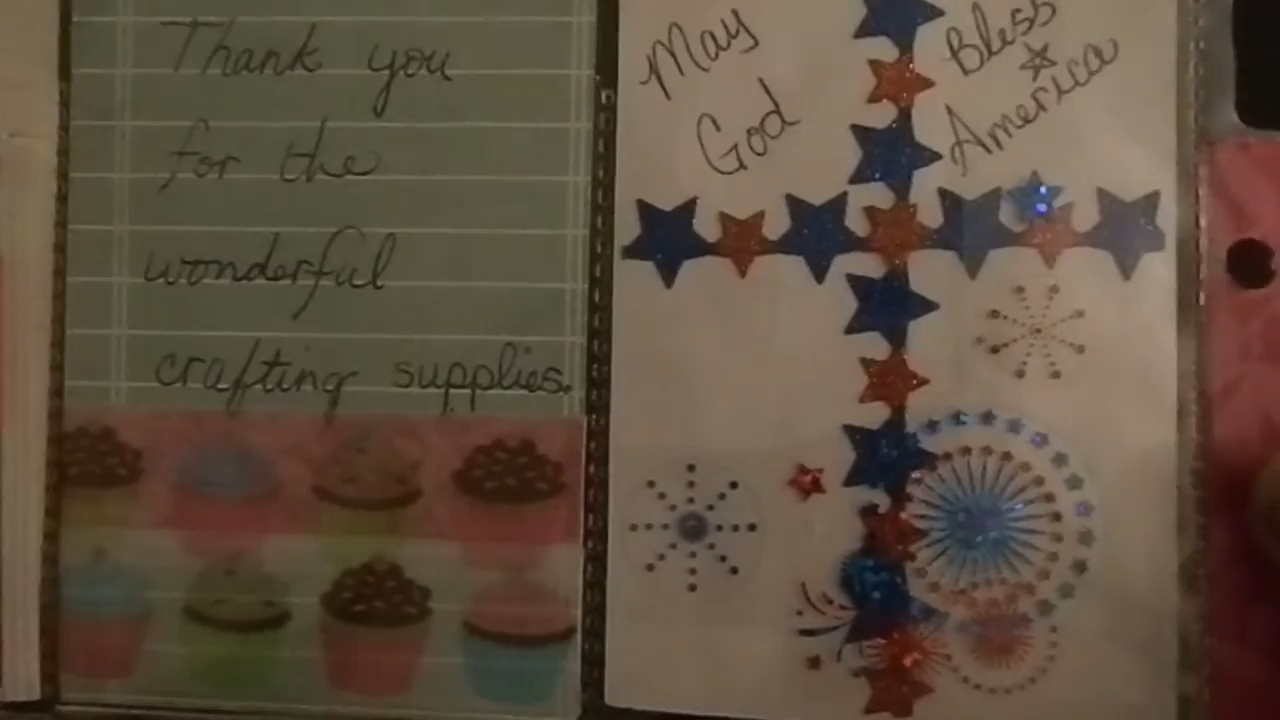 Thank you
for the
wonderful
crafting supplies.
May
God
Bless
America